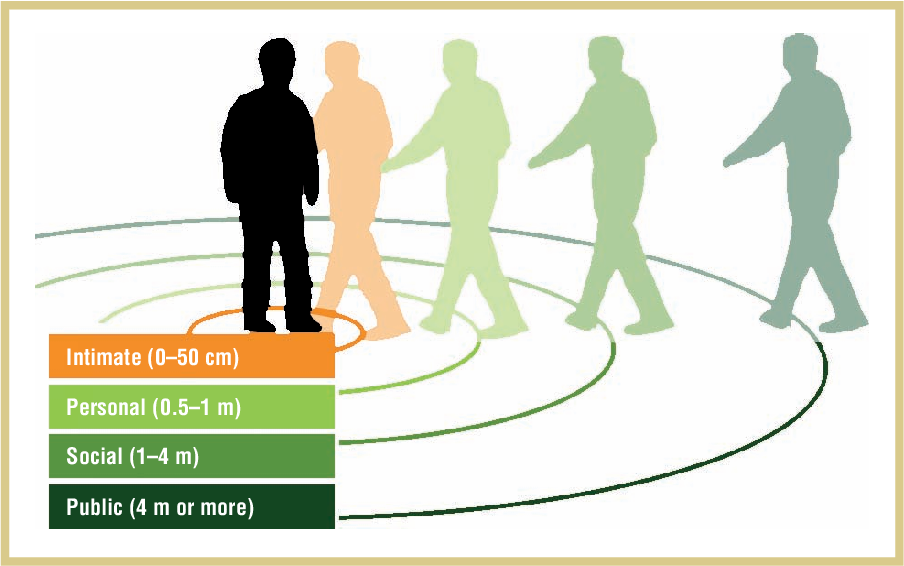 Intimate (0–50 cm)
Personal (0.5–1 m)
Social (1–4 m)
Public (4 m or more)